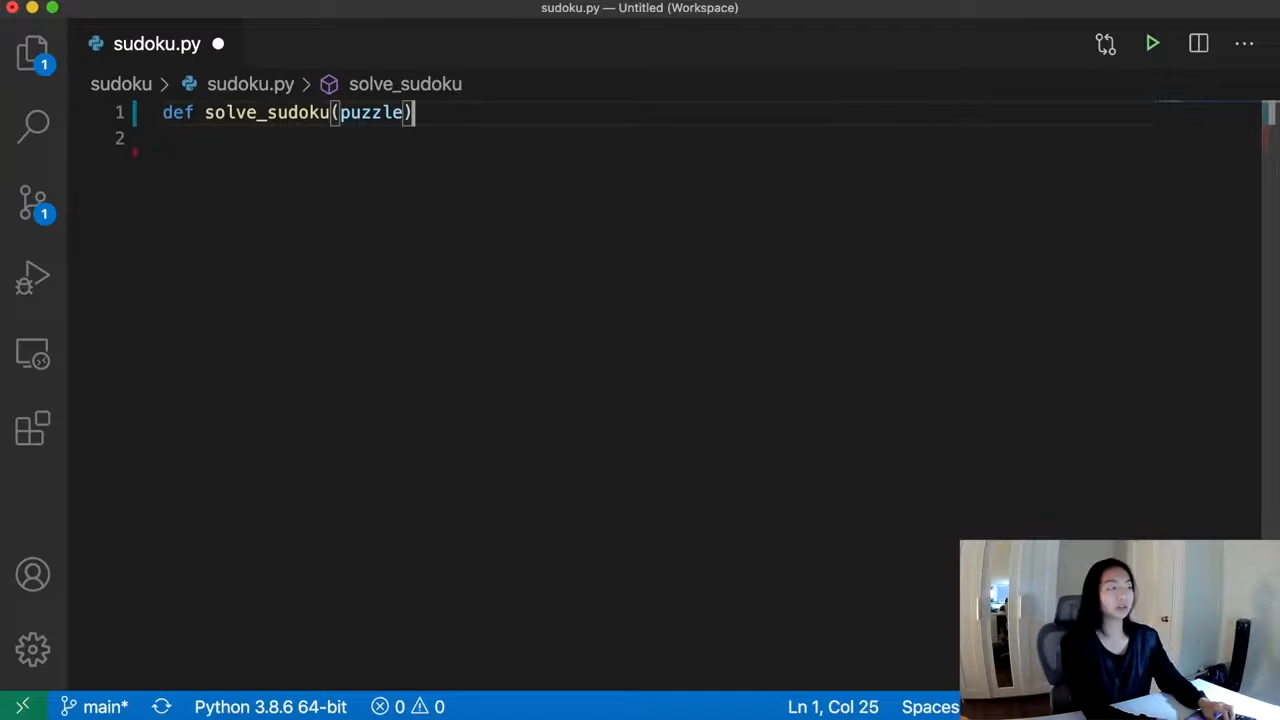 sudoku.py — Untitled (Workspace)
sudoku.py
sudoku > sudoku.py > solve_sudoku
1 def solve_sudoku(puzzle)
2
1
1
main* Python 3.8.6 64-bit 0 0 Ln 1, Col 25 Spaces